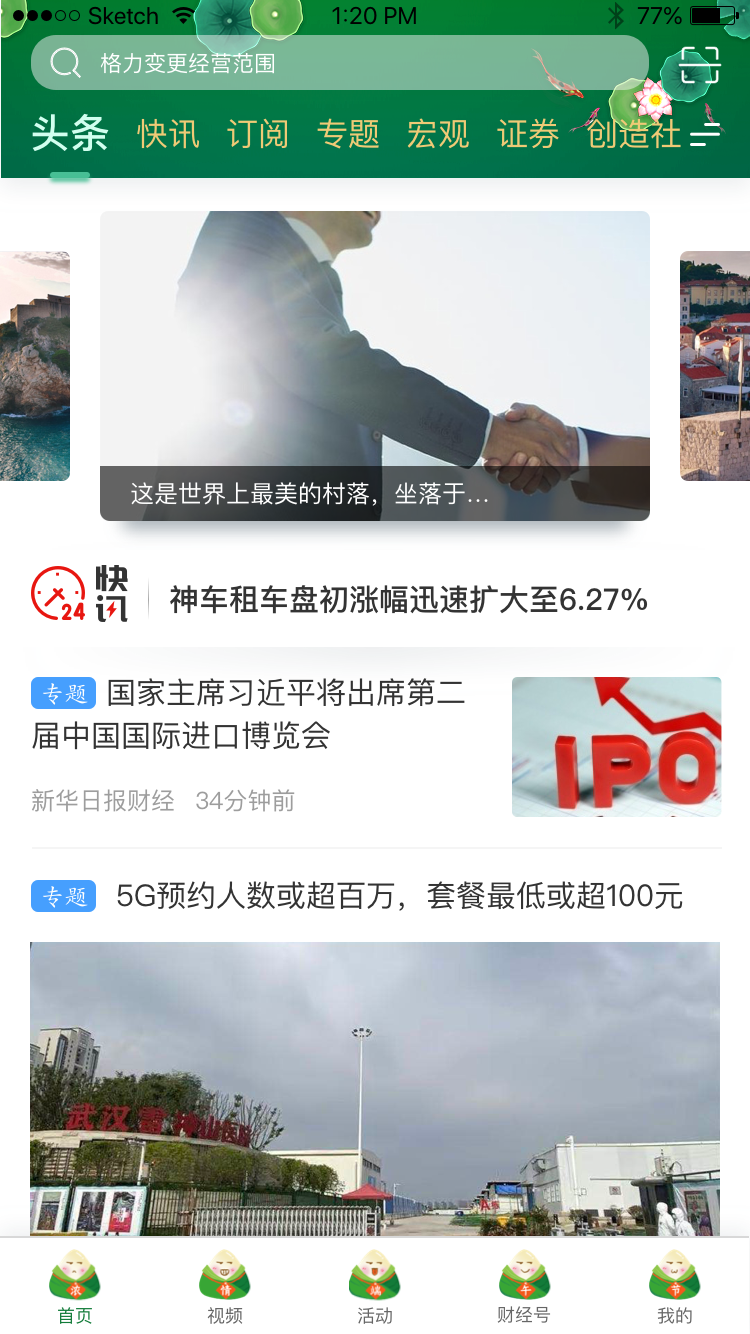 Sketch 1:20 PM 77%
格力变更经营范围
头条 快讯 订阅 专题 宏观 证券 创造社
这是世界上最美的村落，坐落于...
24 快讯 神车租车盘初涨幅迅速扩大至6.27%
专题 国家主席习近平将出席第二
届中国国际进口博览会
新华日报财经 34分钟前
IPO
专题 5G预约人数或超百万，套餐最低或超100元
武汉雷神山医院
A
浓 情 端 午 节
首页 视频 活动 财经号 我的